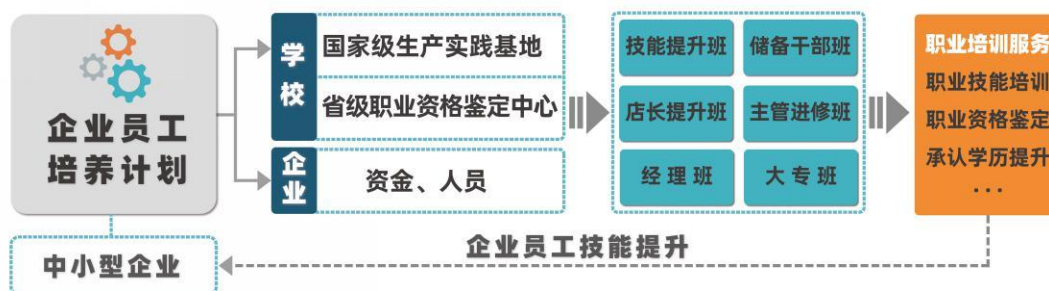 企业员工
培养计划
中小型企业
学校
国家级生产实践基地
省级职业资格鉴定中心
企业
资金、人员
技能提升班
储备干部班
店长提升班
主管进修班
经理班
大专班
职业培训服务
职业技能培训
职业资格鉴定
承认学历提升
...
企业员工技能提升